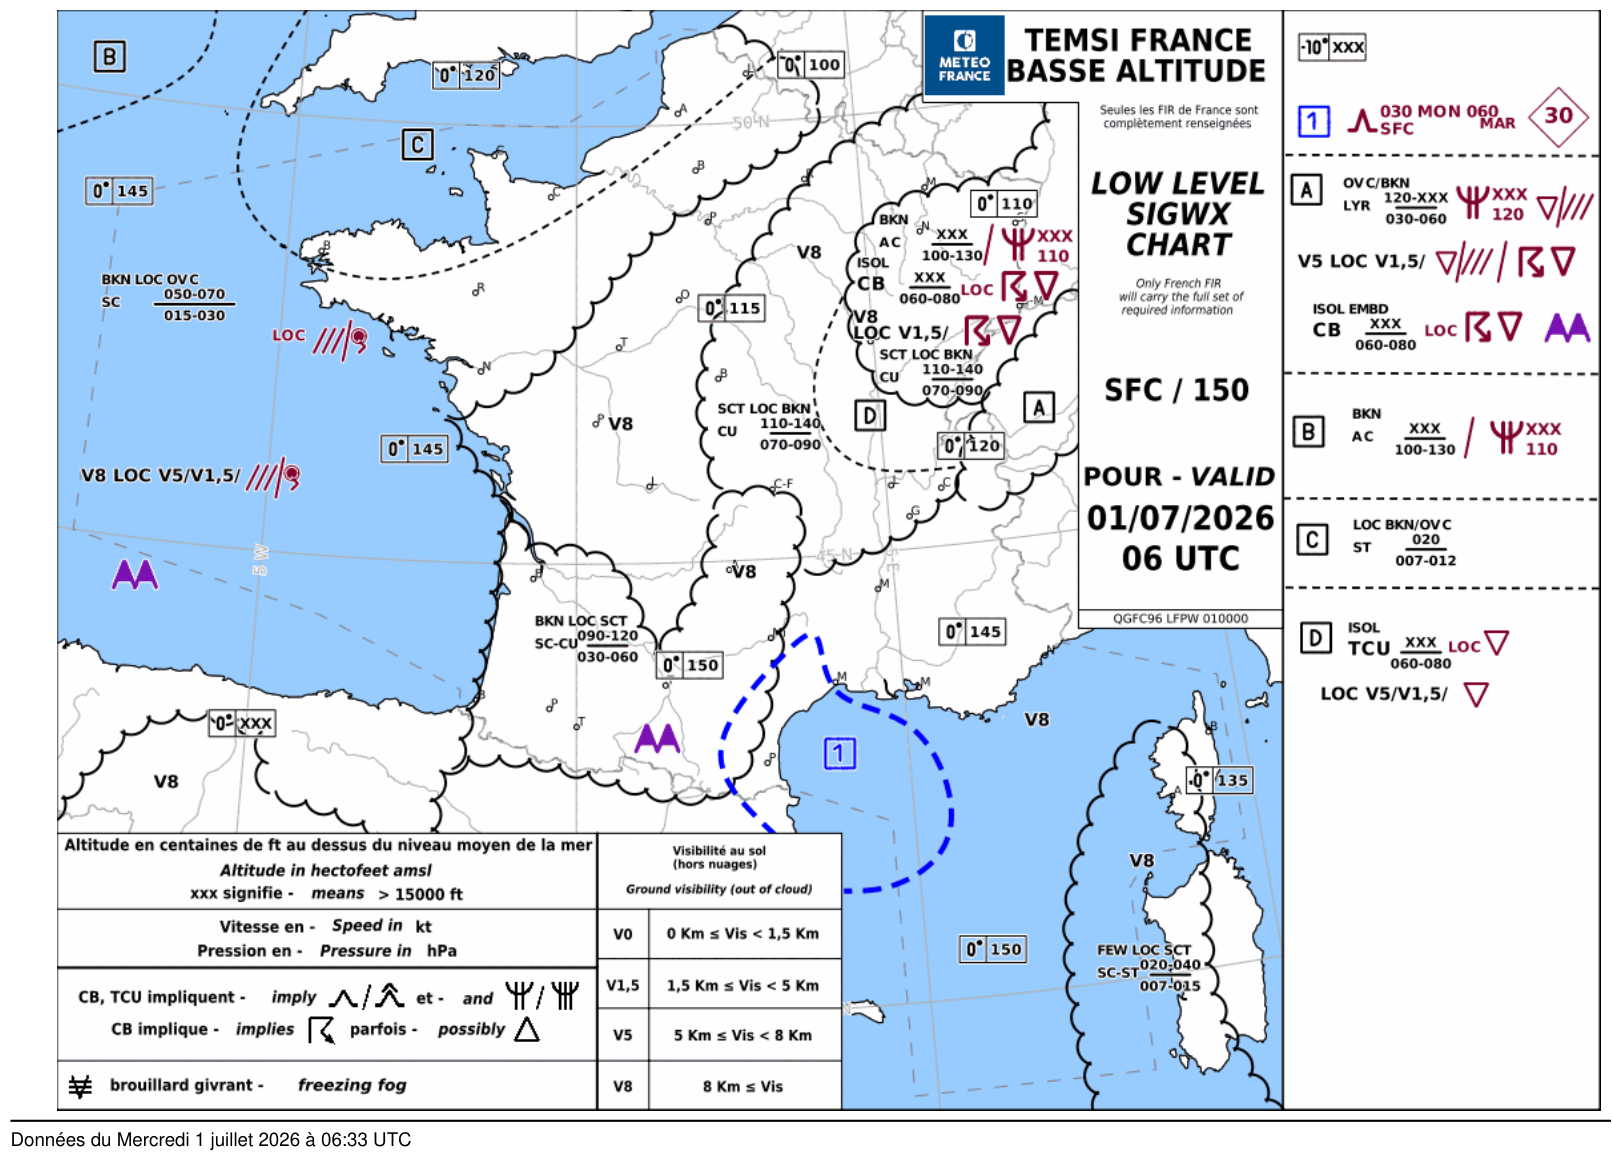 METEO
FRANCE
TEMSI FRANCE
BASSE ALTITUDE
Seules les FIR de France sont
complètement renseignées
LOW LEVEL
SIGWX
CHART
Only French FIR
will carry the full set of
required information
SFC / 150
POUR - VALID
01/07/2026
06 UTC
QGFC96 LFPW 010000
B
0° 120
0° 100
C
0° 145
50°N
BKN LOC OVC
SC 050-070
015-030
LOC
V8 LOC V5/V1,5/
0° 145
5°W
0° 115
V8
V8
SCT LOC BKN
CU 110-140
070-090
0° 110
BKN
AC XXX
100-130/ XXX
110
ISOL
CB XXX
060-080 LOC
V8
LOC V1,5/
SCT LOC BKN
CU 110-140
070-090
D
A
0° 120
45°N
V8
BKN LOC SCT
SC-CU 090-120
030-060
0° 150
0° 145
0° xxx
V8
1
V8
0° 135
V8
0° 150
FEW LOC SCT
SC-ST 020-040
007-015
-10° xxx
1 030 MON 060
SFC MAR 30
A OVC/BKN
LYR 120-XXX
030-060 XXX
120
V5 LOC V1,5/
ISOL EMBD
CB XXX
060-080 LOC
B BKN
AC XXX
100-130 / XXX
110
C LOC BKN/OVC
ST 020
007-012
D ISOL
TCU XXX
060-080 LOC
LOC V5/V1,5/
Altitude en centaines de ft au dessus du niveau moyen de la mer
Altitude in hectofeet amsl
xxx signifie - means > 15000 ft
Vitesse en - Speed in kt
Pression en - Pressure in hPa
CB, TCU impliquent - imply / et - and /
CB implique - implies parfois - possibly
brouillard givrant - freezing fog
Visibilité au sol
(hors nuages)
Ground visibility (out of cloud)
V0 0 Km ≤ Vis < 1,5 Km
V1,5 1,5 Km ≤ Vis < 5 Km
V5 5 Km ≤ Vis < 8 Km
V8 8 Km ≤ Vis
Données du Mercredi 1 juillet 2026 à 06:33 UTC